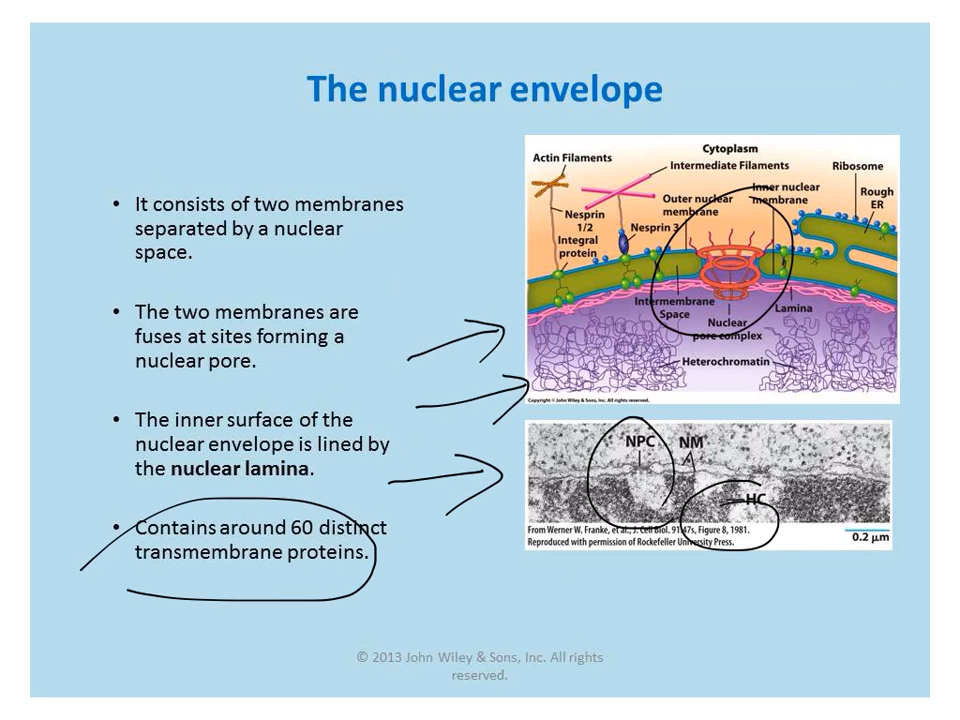 The nuclear envelope
• It consists of two membranes
separated by a nuclear
space.
• The two membranes are
fuses at sites forming a
nuclear pore.
• The inner surface of the
nuclear envelope is lined by
the nuclear lamina.
• Contains around 60 distinct
transmembrane proteins.
Cytoplasm
Actin Filaments
Intermediate Filaments
Ribosome
Rough
ER
Outer nuclear
membrane
Inner nuclear
membrane
Nesprin
1/2
Integral
protein
Nesprin 3
Intermembrane
Space
Nuclear
pore complex
Lamina
Heterochromatin
Copyright © John Wiley & Sons, Inc. All rights reserved.
NPC
NM
HC
From Werner W. Franke, et al., J. Cell Biol. 91:47s, Figure 8, 1981.
Reproduced with permission of Rockefeller University Press.
0.2 μm
© 2013 John Wiley & Sons, Inc. All rights
reserved.